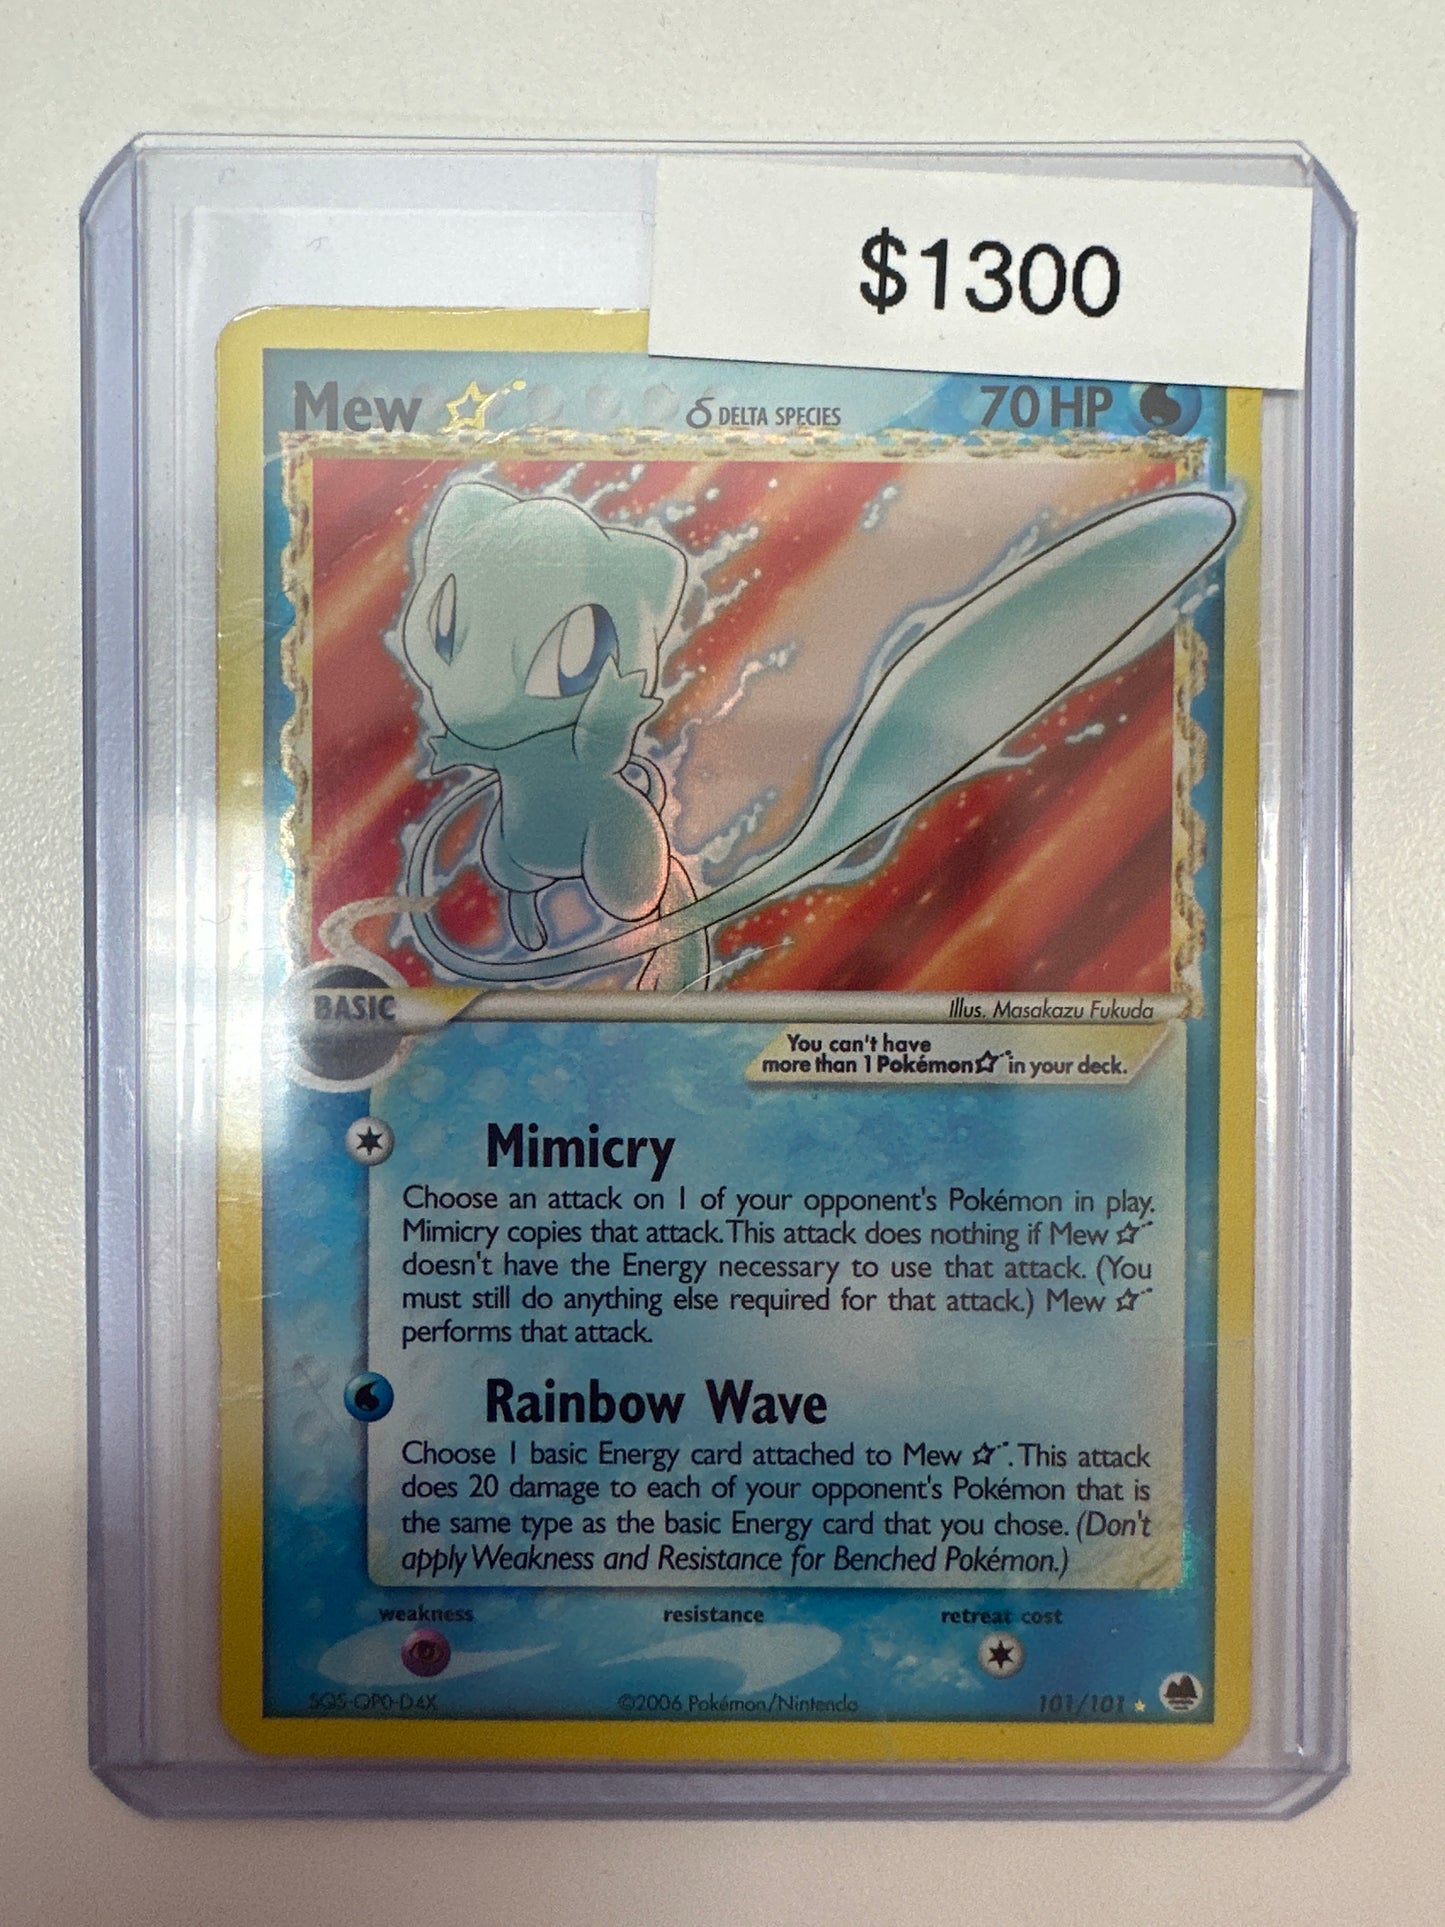 $1300
Mew ☆ δ DELTA SPECIES 70 HP
BASIC
Illus. Masakazu Fukuda
You can't have
more than 1 Pokémon ☆ in your deck.
Mimicry
Choose an attack on 1 of your opponent's Pokémon in play.
Mimicry copies that attack. This attack does nothing if Mew ☆
doesn't have the Energy necessary to use that attack. (You
must still do anything else required for that attack.) Mew ☆
performs that attack.
Rainbow Wave
Choose 1 basic Energy card attached to Mew ☆. This attack
does 20 damage to each of your opponent's Pokémon that is
the same type as the basic Energy card that you chose. (Don't
apply Weakness and Resistance for Benched Pokémon.)
weakness resistance retreat cost
SQ5-QP0-D4X ©2006 Pokémon/Nintendo 101/101